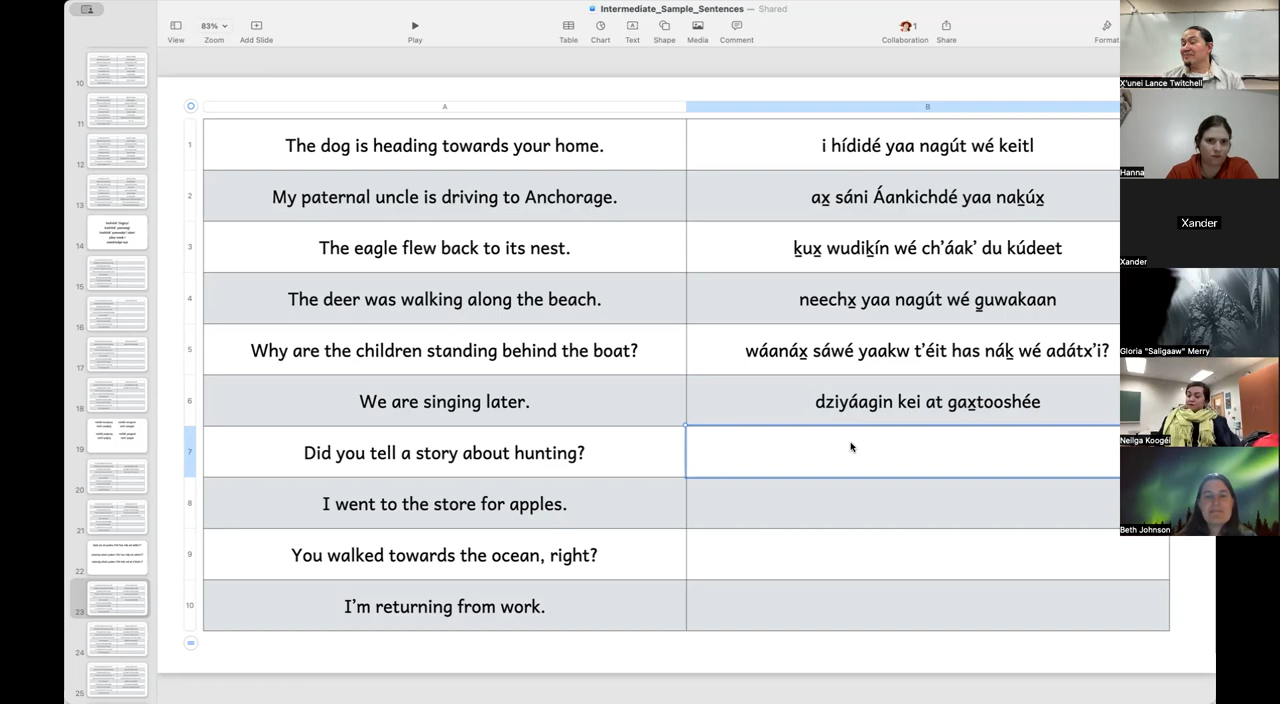 Intermediate_Sample_Sentences — Shared
83%
View Zoom Add Slide Play Table Chart Text Shape Media Comment Collaboration 1 Share Format
A B
1 The dog is heading towards her home. hídidé yaa nagút wé keitl
2 My paternal uncle is driving to Anchorage. Áankichdé yaa naḵúx̱
3 The eagle flew back to its nest. ḵux̱ wudiḵín wé ch’áak’ du kúdeet
4 The deer was walking along the beach. yaa nagút wé g̱uwakaan
5 Why are the children standing behind the boat? wáanáx̱ sáwé yaakw t’éit has náḵ wé adátx’i?
6 We are singing later. dziyáagin kei at gax̱tooshée
7 Did you tell a story about hunting?
8 I went to the store for apples.
9 You walked towards the ocean, right?
10 I’m returning from work.
10
11
12
13
14
15
16
17
18
19
20
21
22
23
24
25
X̱'unei Lance Twitchell
Hanna
Xander
Xander
Gloria "Saligaaw" Merry
Neilga Koogéi
Beth Johnson